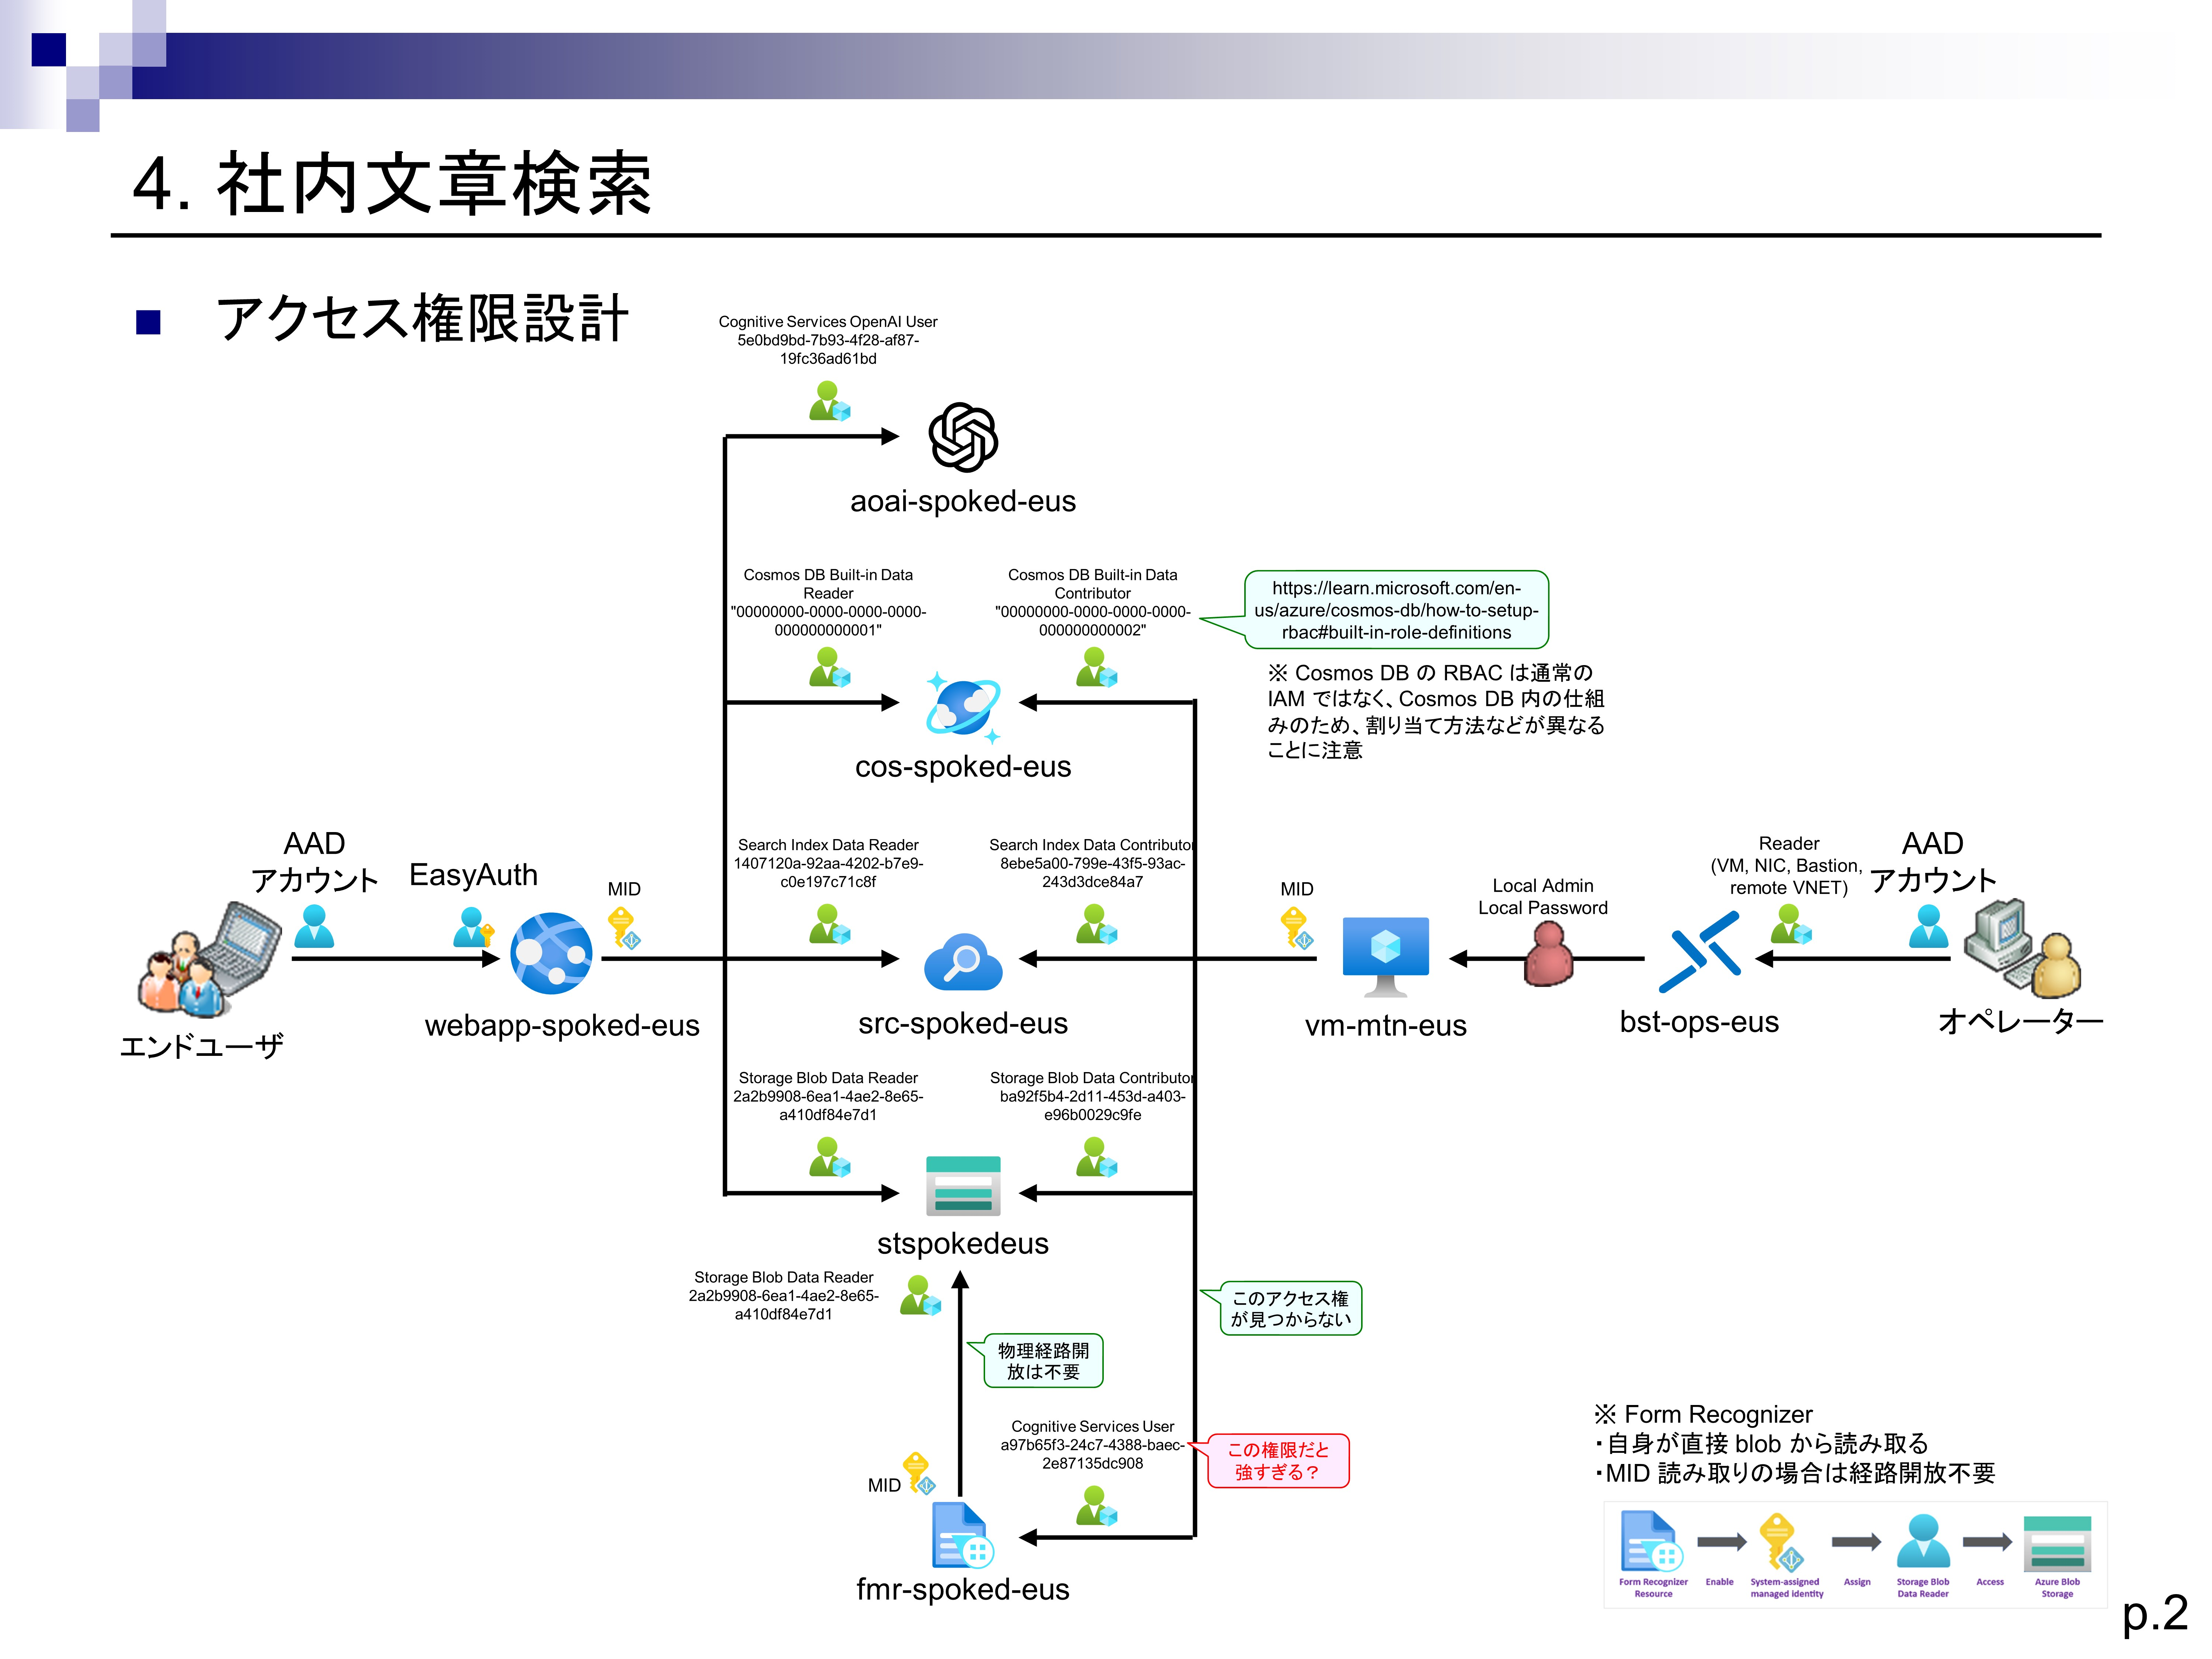 4. 社内文章検索
アクセス権限設計
Cognitive Services OpenAI User
5e0bd9bd-7b93-4f28-af87-
19fc36ad61bd
aoai-spoked-eus
Cosmos DB Built-in Data
Reader
"00000000-0000-0000-0000-
000000000001"
Cosmos DB Built-in Data
Contributor
"00000000-0000-0000-0000-
000000000002"
https://learn.microsoft.com/en-
us/azure/cosmos-db/how-to-setup-
rbac#built-in-role-definitions
※ Cosmos DB の RBAC は通常の
IAM ではなく、Cosmos DB 内の仕組
みのため、割り当て方法などが異なる
ことに注意
cos-spoked-eus
AAD
アカウント
EasyAuth
MID
エンドユーザ
webapp-spoked-eus
Search Index Data Reader
1407120a-92aa-4202-b7e9-
c0e197c71c8f
Search Index Data Contributor
8ebe5a00-799e-43f5-93ac-
243d3dce84a7
src-spoked-eus
MID
vm-mtn-eus
Local Admin
Local Password
Reader
(VM, NIC, Bastion,
remote VNET)
bst-ops-eus
AAD
アカウント
オペレーター
Storage Blob Data Reader
2a2b9908-6ea1-4ae2-8e65-
a410df84e7d1
Storage Blob Data Contributor
ba92f5b4-2d11-453d-a403-
e96b0029c9fe
stspokedeus
Storage Blob Data Reader
2a2b9908-6ea1-4ae2-8e65-
a410df84e7d1
このアクセス権
が見つからない
物理経路開
放は不要
Cognitive Services User
a97b65f3-24c7-4388-baec-
2e87135dc908
この権限だと
強すぎる？
MID
fmr-spoked-eus
※ Form Recognizer
・自身が直接 blob から読み取る
・MID 読み取りの場合は経路開放不要
Form Recognizer
Resource
Enable
System-assigned
managed identity
Assign
Storage Blob
Data Reader
Access
Azure Blob
Storage
p.2